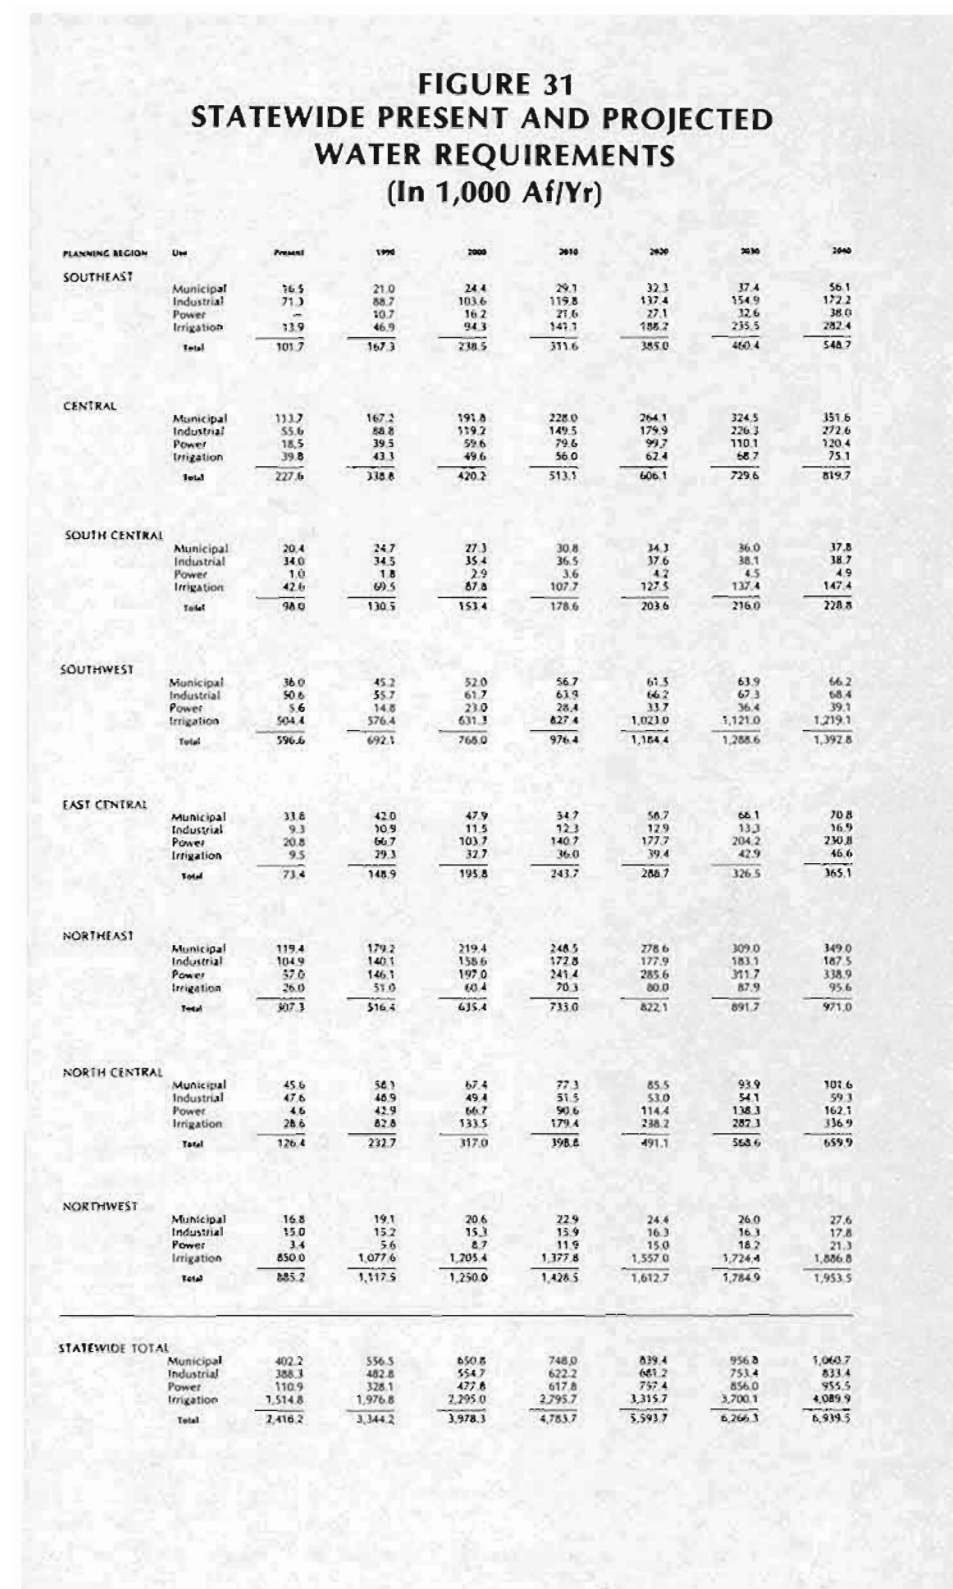 FIGURE 31
STATEWIDE PRESENT AND PROJECTED
WATER REQUIREMENTS
(In 1,000 Af/Yr)
PLANNING REGION Use Present 1990 2000 2010 2020 2030 2040
SOUTHEAST
Municipal 16.5 21.0 24.4 29.1 32.3 37.4 56.1
Industrial 71.3 88.7 103.6 119.8 137.4 154.9 172.2
Power – 10.7 16.2 21.6 27.1 32.6 38.0
Irrigation 13.9 46.9 94.3 141.1 188.2 235.5 282.4
Total 101.7 167.3 238.5 311.6 385.0 460.4 548.7
CENTRAL
Municipal 113.7 167.2 191.8 228.0 264.1 324.5 351.6
Industrial 55.6 88.8 119.2 149.5 179.9 226.3 272.6
Power 18.5 39.5 59.6 79.6 99.7 110.1 120.4
Irrigation 39.8 43.3 49.6 56.0 62.4 68.7 75.1
Total 227.6 338.8 420.2 513.1 606.1 729.6 819.7
SOUTH CENTRAL
Municipal 20.4 24.7 27.3 30.8 34.3 36.0 37.8
Industrial 34.0 34.5 35.4 36.5 37.6 38.1 38.7
Power 1.0 1.8 2.9 3.6 4.2 4.5 4.9
Irrigation 42.6 69.5 87.8 107.7 127.5 137.4 147.4
Total 98.0 130.5 153.4 178.6 203.6 216.0 228.8
SOUTHWEST
Municipal 36.0 45.2 52.0 56.7 61.5 63.9 66.2
Industrial 50.6 55.7 61.7 63.9 66.2 67.3 68.4
Power 5.6 14.8 23.0 28.4 33.7 36.4 39.1
Irrigation 504.4 576.4 631.3 827.4 1,023.0 1,121.0 1,219.1
Total 596.6 692.1 768.0 976.4 1,184.4 1,288.6 1,392.8
EAST CENTRAL
Municipal 33.8 42.0 47.9 54.7 58.7 66.1 70.8
Industrial 9.3 10.9 11.5 12.3 12.9 13.3 16.9
Power 20.8 66.7 103.7 140.7 177.7 204.2 230.8
Irrigation 9.5 29.3 32.7 36.0 39.4 42.9 46.6
Total 73.4 148.9 195.8 243.7 288.7 326.5 365.1
NORTHEAST
Municipal 119.4 179.2 219.4 248.5 278.6 309.0 349.0
Industrial 104.9 140.1 158.6 172.8 177.9 183.1 187.5
Power 57.0 146.1 197.0 241.4 285.6 311.7 338.9
Irrigation 26.0 51.0 60.4 70.3 80.0 87.9 95.6
Total 307.3 516.4 635.4 733.0 822.1 891.7 971.0
NORTH CENTRAL
Municipal 45.6 58.1 67.4 77.3 85.5 93.9 101.6
Industrial 47.6 48.9 49.4 51.5 53.0 54.1 59.3
Power 4.6 42.9 66.7 90.6 114.4 138.3 162.1
Irrigation 28.6 82.8 133.5 179.4 238.2 282.3 336.9
Total 126.4 232.7 317.0 398.8 491.1 568.6 659.9
NORTHWEST
Municipal 16.8 19.1 20.6 22.9 24.4 26.0 27.6
Industrial 15.0 15.2 15.3 15.9 16.3 16.3 17.8
Power 3.4 5.6 8.7 11.9 15.0 18.2 21.3
Irrigation 850.0 1,077.6 1,205.4 1,377.8 1,557.0 1,724.4 1,886.8
Total 885.2 1,117.5 1,250.0 1,428.5 1,612.7 1,784.9 1,953.5
STATEWIDE TOTAL
Municipal 402.2 556.5 650.8 748.0 839.4 956.8 1,060.7
Industrial 388.3 482.8 554.7 622.2 681.2 753.4 833.4
Power 110.9 328.1 477.8 617.8 757.4 856.0 955.5
Irrigation 1,514.8 1,976.8 2,295.0 2,795.7 3,315.7 3,700.1 4,089.9
Total 2,416.2 3,344.2 3,978.3 4,783.7 5,593.7 6,266.3 6,939.5